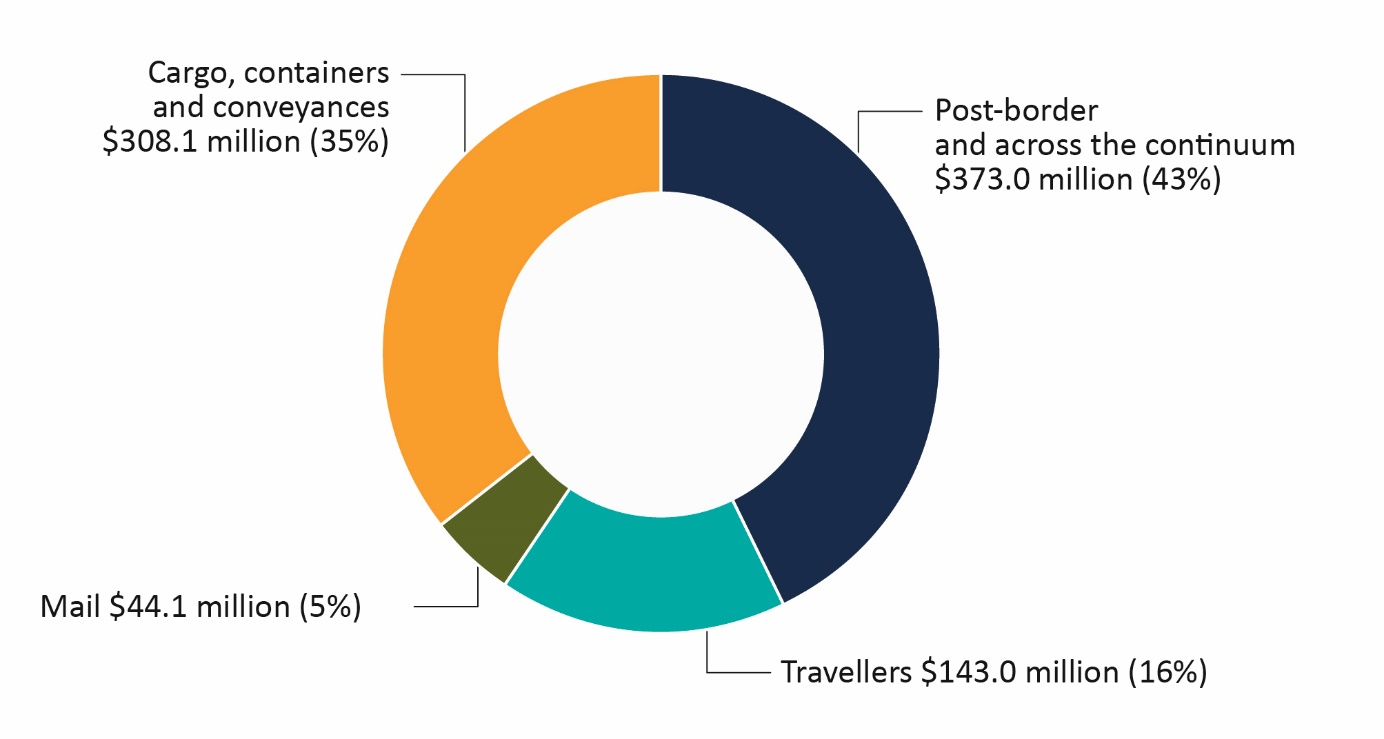 Cargo, containers
and conveyances
$308.1 million (35%)
Post-border
and across the continuum
$373.0 million (43%)
Mail $44.1 million (5%)
Travellers $143.0 million (16%)